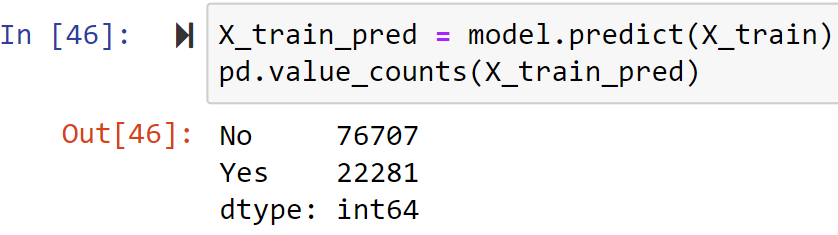 In [46]: X_train_pred = model.predict(X_train)
pd.value_counts(X_train_pred)
Out[46]: No 76707
Yes 22281
dtype: int64